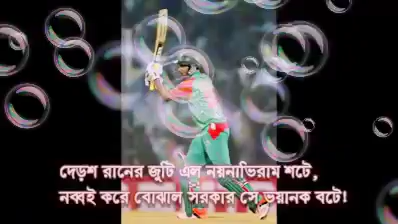 দেড়শ রানের জুটি এল নয়নাভিরাম শটে,
নব্বই করে বোঝাল সরকার সে ভয়ানক বটে!